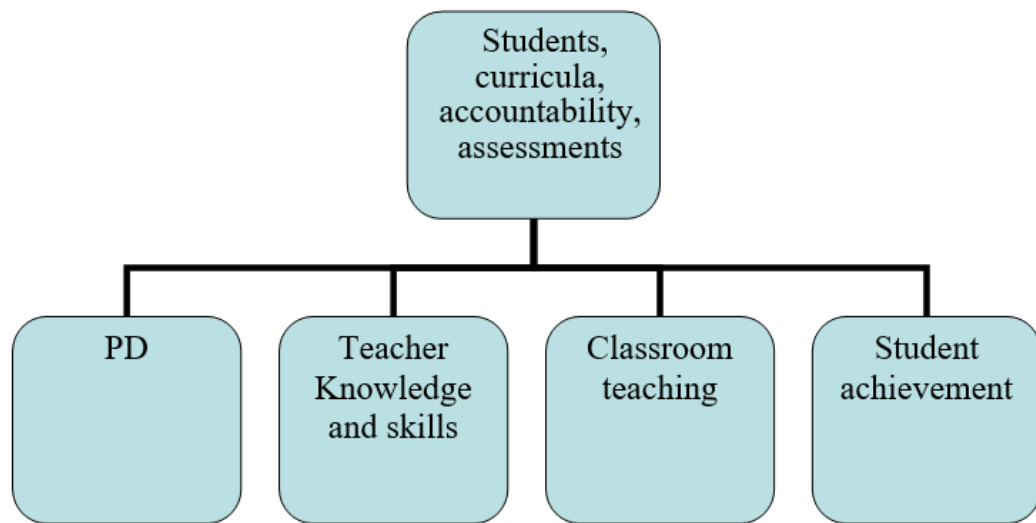 Students,
curricula,
accountability,
assessments
PD
Teacher
Knowledge
and skills
Classroom
teaching
Student
achievement